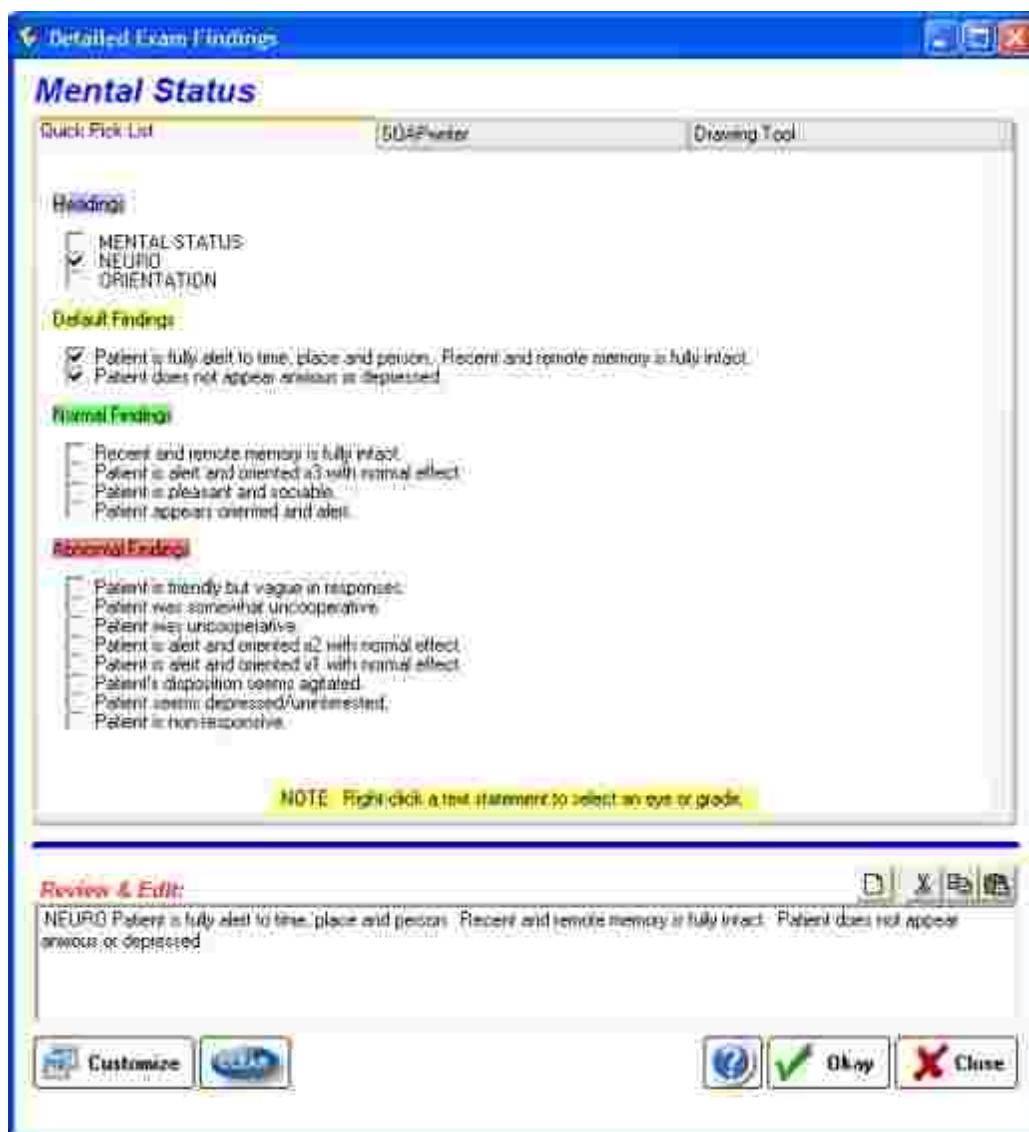 Detailed Exam Findings
Mental Status
Quick Pick List
SOAPwriter
Drawing Tool
Headings
MENTAL STATUS
NEURO
ORIENTATION
Default Findings
Patient is fully alert to time, place and person. Recent and remote memory is fully intact.
Patient does not appear anxious or depressed
Normal Findings
Recent and remote memory is fully intact.
Patient is alert and oriented x3 with normal effect
Patient is pleasant and sociable.
Patient appears oriented and alert.
Abnormal Findings
Patient is friendly but vague in responses.
Patient was somewhat uncooperative
Patient was uncooperative.
Patient is alert and oriented x2 with normal effect
Patient is alert and oriented x1 with normal effect
Patient's disposition seems agitated.
Patient seems depressed/uninterested.
Patient is non-responsive.
NOTE Right-click a text statement to select an eye or grade.
Review & Edit:
NEURO Patient is fully alert to time, place and person. Recent and remote memory is fully intact. Patient does not appear
anxious or depressed
Customize
Okay
Close